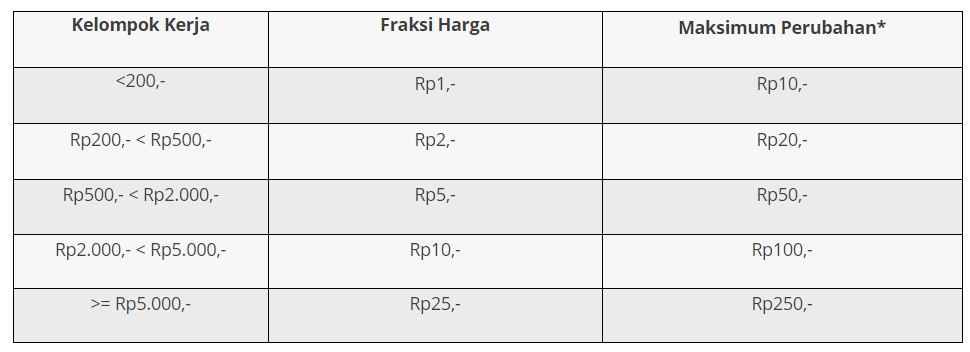 Kelompok Kerja Fraksi Harga Maksimum Perubahan*
<200,- Rp1,- Rp10,-
Rp200,- < Rp500,- Rp2,- Rp20,-
Rp500,- < Rp2.000,- Rp5,- Rp50,-
Rp2.000,- < Rp5.000,- Rp10,- Rp100,-
>= Rp5.000,- Rp25,- Rp250,-